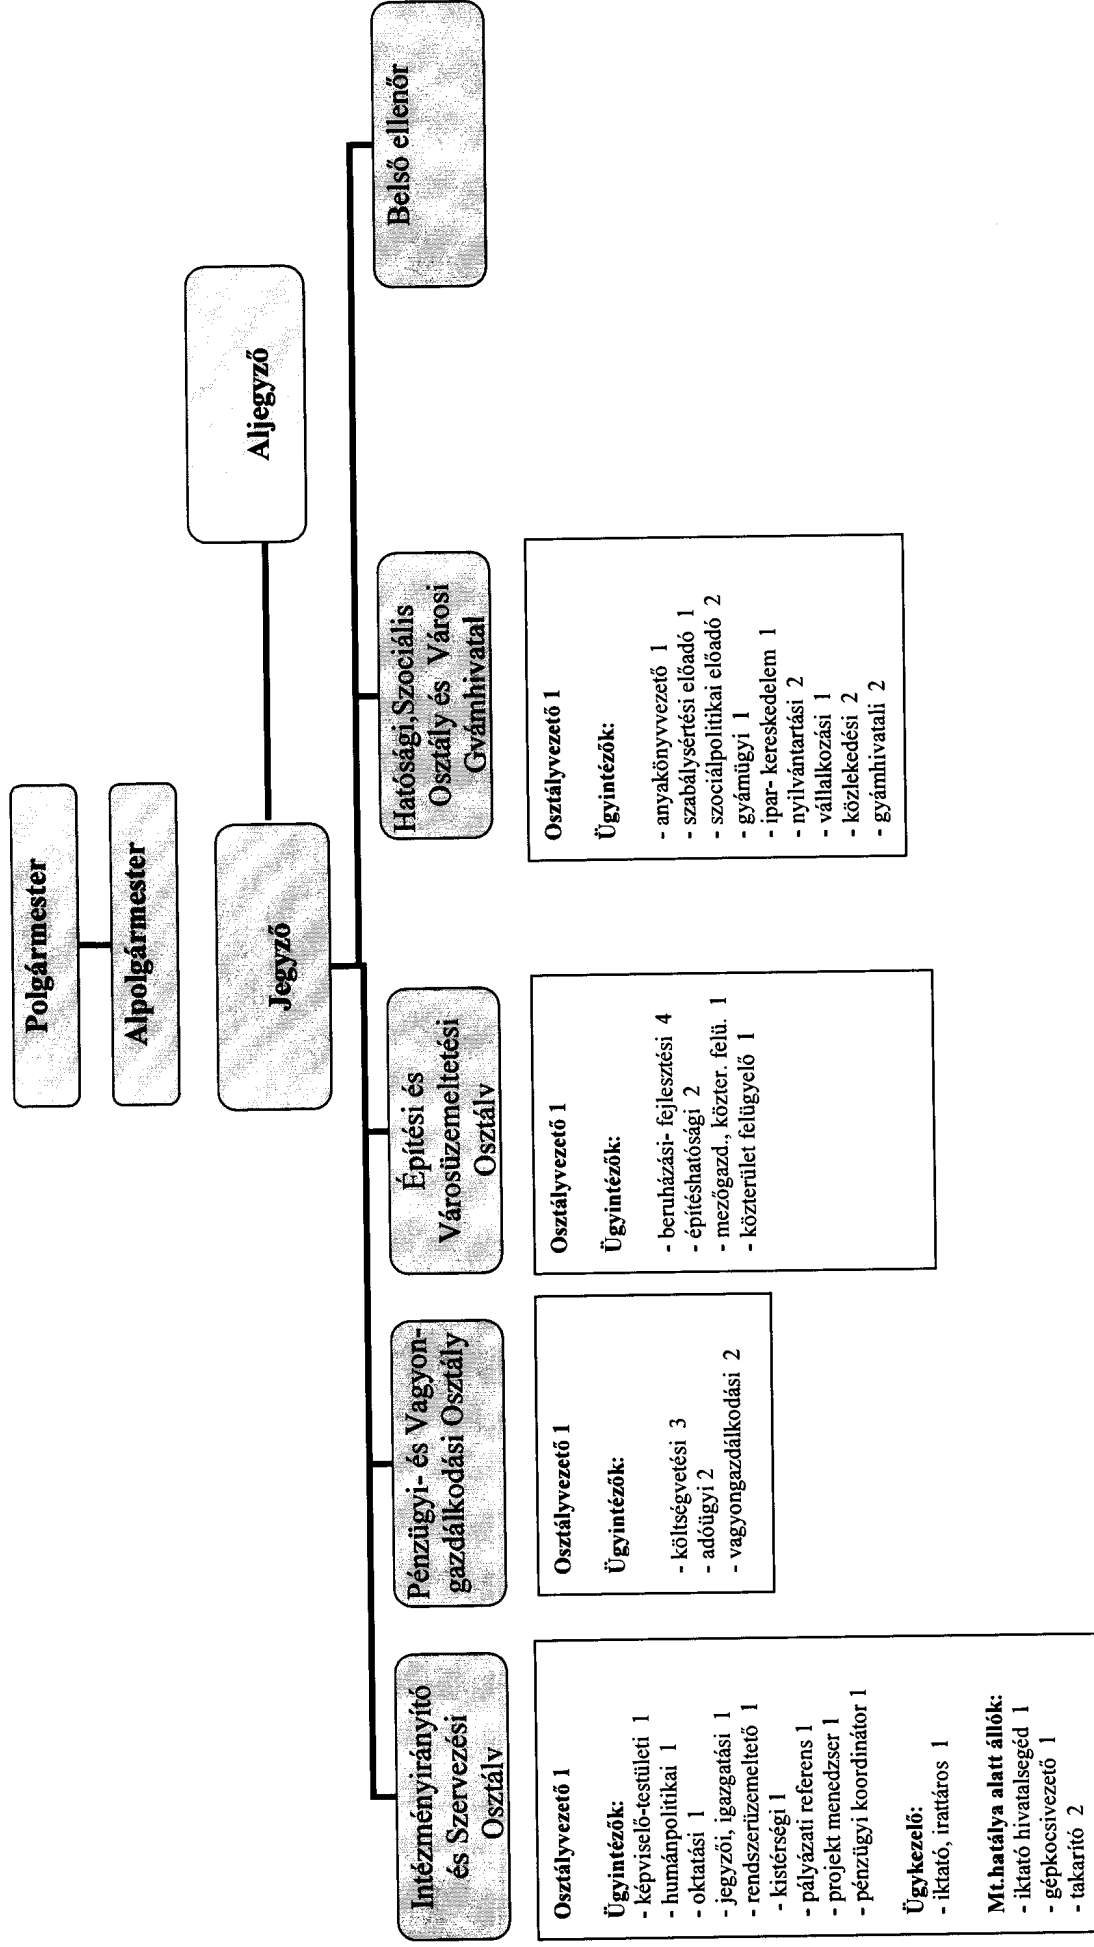 Polgármester
Alpolgármester
Jegyző
Aljegyző
Intézményirányító
és Szervezési
Osztály
Pénzügyi- és Vagyon-
gazdálkodási Osztály
Építési és
Városüzemeltetési
Osztály
Hatósági,Szociális
Osztály és Városi
Gyámhivatal
Belső ellenőr
Osztályvezető 1
Ügyintézők:
- képviselő-testületi 1
- humánpolitikai 1
- oktatási 1
- jegyzői, igazgatási 1
- rendszerüzemeltető 1
- kistérségi 1
- pályázati referens 1
- projekt menedzser 1
- pénzügyi koordinátor 1
Ügykezelő:
- iktató, irattáros 1
Mt.hatálya alatt állók:
- iktató hivatalsegéd 1
- gépkocsivezető 1
- takarító 2
Osztályvezető 1
Ügyintézők:
- költségvetési 3
- adóügyi 2
- vagyongazdálkodási 2
Osztályvezető 1
Ügyintézők:
- beruházási- fejlesztési 4
- építéshatósági 2
- mezőgazd., közter. felü. 1
- közterület felügyelő 1
Osztályvezető 1
Ügyintézők:
- anyakönyvvezető 1
- szabálysértési előadó 1
- szociálpolitikai előadó 2
- gyámügyi 1
- ipar- kereskedelem 1
- nyilvántartási 2
- vállalkozási 1
- közlekedési 2
- gyámhivatali 2